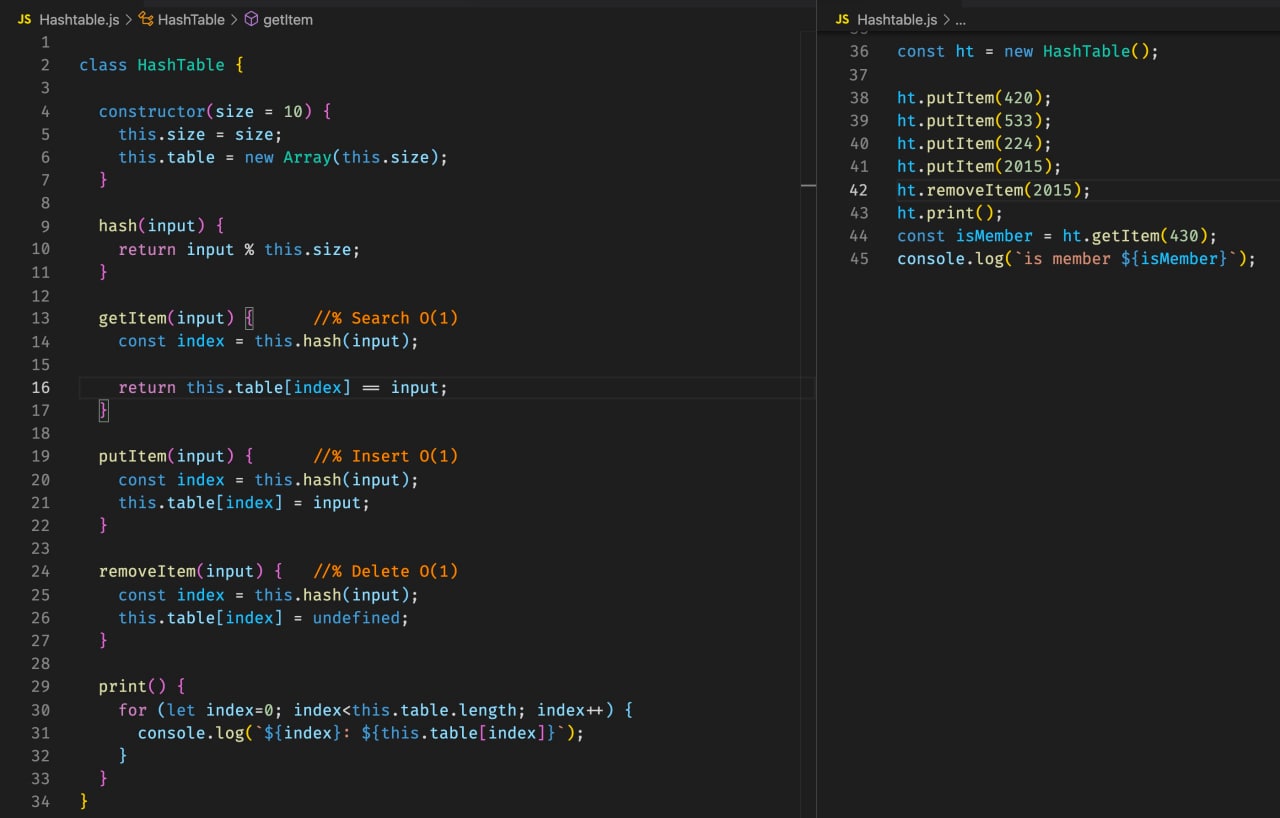 JS Hashtable.js > HashTable > getItem
1
2 class HashTable {
3
4   constructor(size = 10) {
5     this.size = size;
6     this.table = new Array(this.size);
7   }
8
9   hash(input) {
10     return input % this.size;
11   }
12
13   getItem(input) {      //% Search O(1)
14     const index = this.hash(input);
15
16     return this.table[index] == input;
17   }
18
19   putItem(input) {      //% Insert O(1)
20     const index = this.hash(input);
21     this.table[index] = input;
22   }
23
24   removeItem(input) {   //% Delete O(1)
25     const index = this.hash(input);
26     this.table[index] = undefined;
27   }
28
29   print() {
30     for (let index=0; index<this.table.length; index++) {
31       console.log(`${index}: ${this.table[index]}`);
32     }
33   }
34 }
JS Hashtable.js > ...
36 const ht = new HashTable();
37
38 ht.putItem(420);
39 ht.putItem(533);
40 ht.putItem(224);
41 ht.putItem(2015);
42 ht.removeItem(2015);
43 ht.print();
44 const isMember = ht.getItem(430);
45 console.log(`is member ${isMember}`);